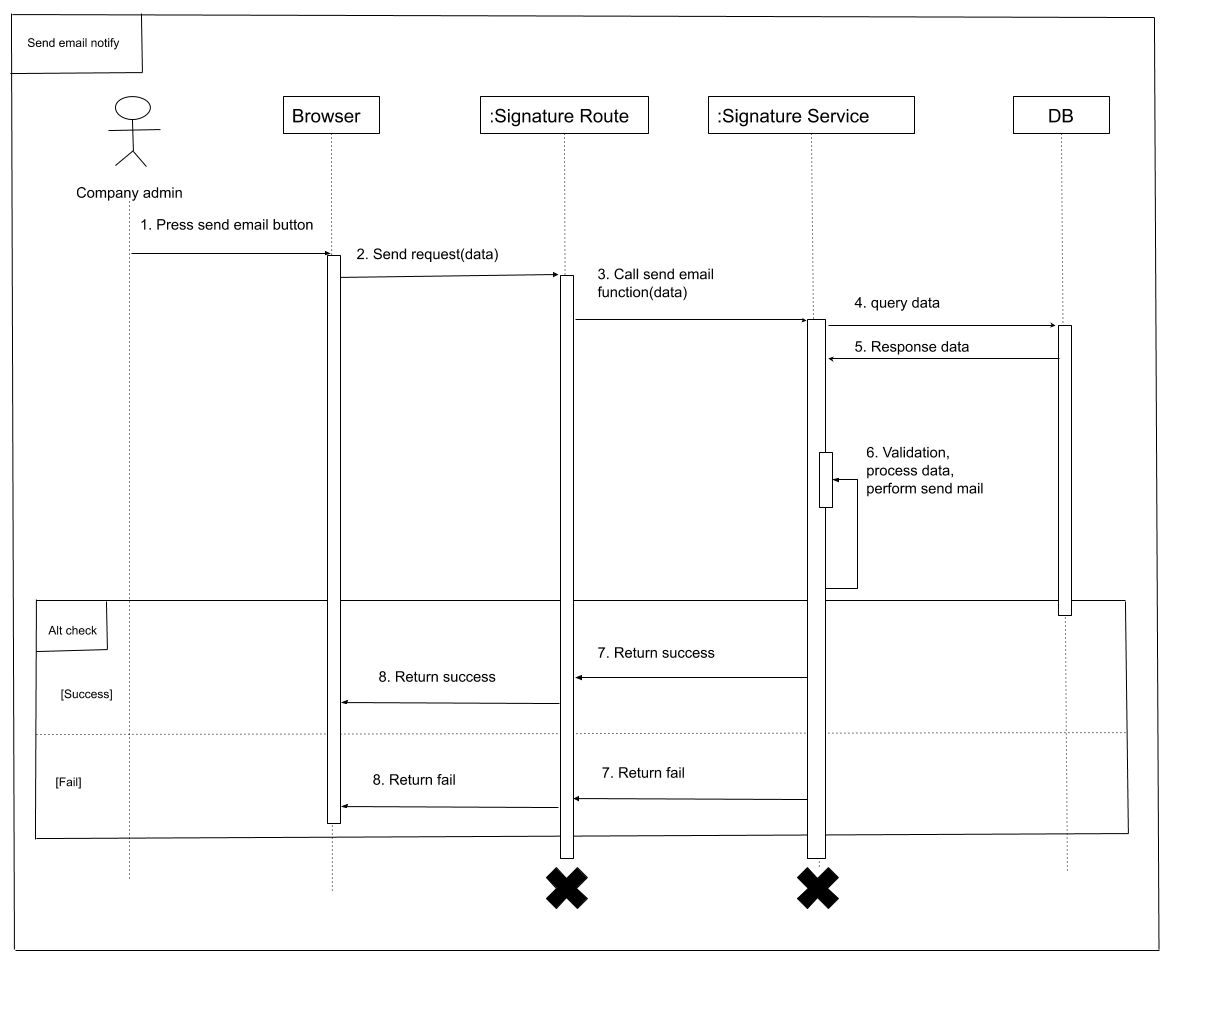 Send email notify
Browser
:Signature Route
:Signature Service
DB
Company admin
1. Press send email button
2. Send request(data)
3. Call send email
function(data)
4. query data
5. Response data
6. Validation,
process data,
perform send mail
Alt check
7. Return success
8. Return success
[Success]
7. Return fail
8. Return fail
[Fail]